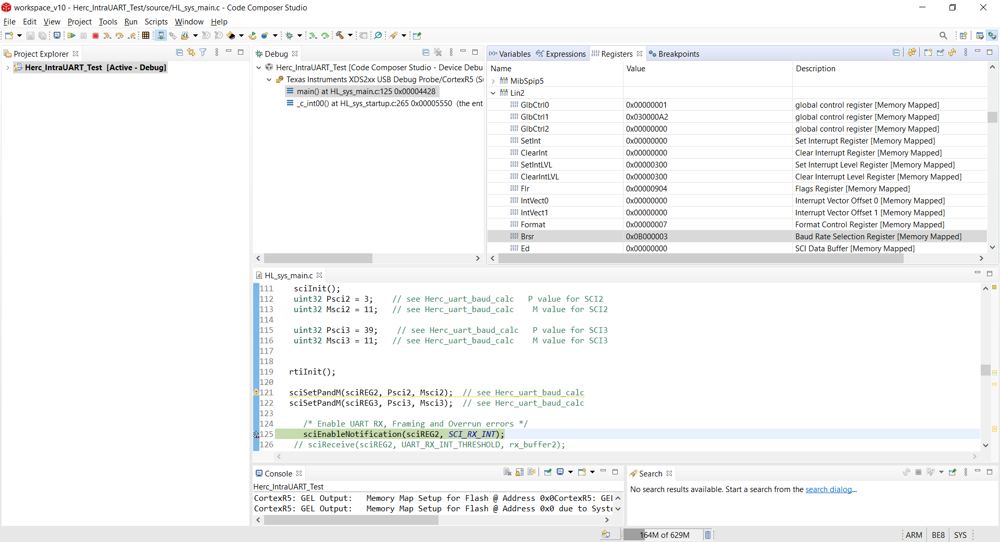 workspace_v10 - Herc_IntraUART_Test/source/HL_sys_main.c - Code Composer Studio
File Edit View Project Tools Run Scripts Window Help
Project Explorer
Herc_IntraUART_Test [Active - Debug]
Debug
Herc_IntraUART_Test [Code Composer Studio - Device Debu
Texas Instruments XDS2xx USB Debug Probe/CortexR5 (Su
main() at HL_sys_main.c:125 0x00004428
_c_int00() at HL_sys_startup.c:265 0x00005550 (the ent
(x)= Variables Expressions Registers Breakpoints
Name Value Description
MibSpip5
Lin2
GlbCtrl0 0x00000001 global control register [Memory Mapped]
GlbCtrl1 0x030000A2 global control register [Memory Mapped]
GlbCtrl2 0x00000000 global control register [Memory Mapped]
SetInt 0x00000000 Set Interrupt Register [Memory Mapped]
ClearInt 0x00000000 Clear Interrupt Register [Memory Mapped]
SetIntLVL 0x00000300 Set Interrupt Level Register [Memory Mapped]
ClearIntLVL 0x00000300 Clear Interrupt Level Register [Memory Mapped]
Flr 0x00000904 Flags Register [Memory Mapped]
IntVect0 0x00000000 Interrupt Vector Offset 0 [Memory Mapped]
IntVect1 0x00000000 Interrupt Vector Offset 1 [Memory Mapped]
Format 0x00000007 Format Control Register [Memory Mapped]
Brsr 0x0B000003 Baud Rate Selection Register [Memory Mapped]
Ed 0x00000000 SCI Data Buffer [Memory Mapped]
HL_sys_main.c
111 sciInit();
112 uint32 Psci2 = 3; // see Herc_uart_baud_calc P value for SCI2
113 uint32 Msci2 = 11; // see Herc_uart_baud_calc M value for SCI2
114
115 uint32 Psci3 = 39; // see Herc_uart_baud_calc P value for SCI3
116 uint32 Msci3 = 11; // see Herc_uart_baud_calc M value for SCI3
117
118
119 rtiInit();
120
121 sciSetPandM(sciREG2, Psci2, Msci2); // see Herc_uart_baud_calc
122 sciSetPandM(sciREG3, Psci3, Msci3); // see Herc_uart_baud_calc
123
124 /* Enable UART RX, Framing and Overrun errors */
125 sciEnableNotification(sciREG2, SCI_RX_INT);
126 // sciReceive(sciREG2, UART_RX_INT_THRESHOLD, rx_buffer2);
Console
Herc_IntraUART_Test
CortexR5: GEL Output: Memory Map Setup for Flash @ Address 0x0CortexR5: GEL
CortexR5: GEL Output: Memory Map Setup for Flash @ Address 0x0 due to Syste
Search
No search results available. Start a search from the search dialog...
164M of 629M
ARM BE8 SYS